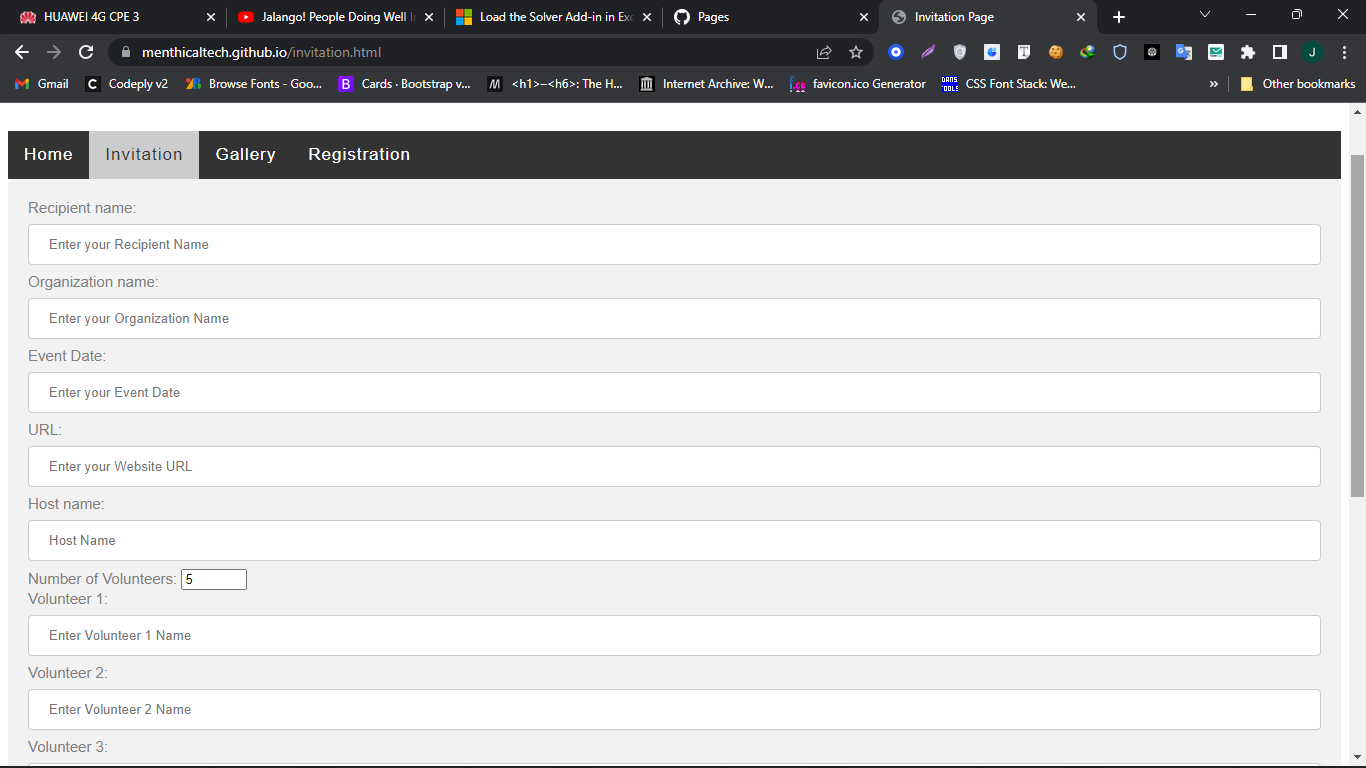 HUAWEI 4G CPE 3
Jalango! People Doing Well I
Load the Solver Add-in in Exc
Pages
Invitation Page
menthicaltech.github.io/invitation.html
J
Gmail
Codeply v2
Browse Fonts - Goo...
Cards · Bootstrap v...
<h1>–<h6>: The H...
Internet Archive: W...
favicon.ico Generator
CSS Font Stack: We...
»
Other bookmarks
Home
Invitation
Gallery
Registration
Recipient name:
Enter your Recipient Name
Organization name:
Enter your Organization Name
Event Date:
Enter your Event Date
URL:
Enter your Website URL
Host name:
Host Name
Number of Volunteers: 5
Volunteer 1:
Enter Volunteer 1 Name
Volunteer 2:
Enter Volunteer 2 Name
Volunteer 3: